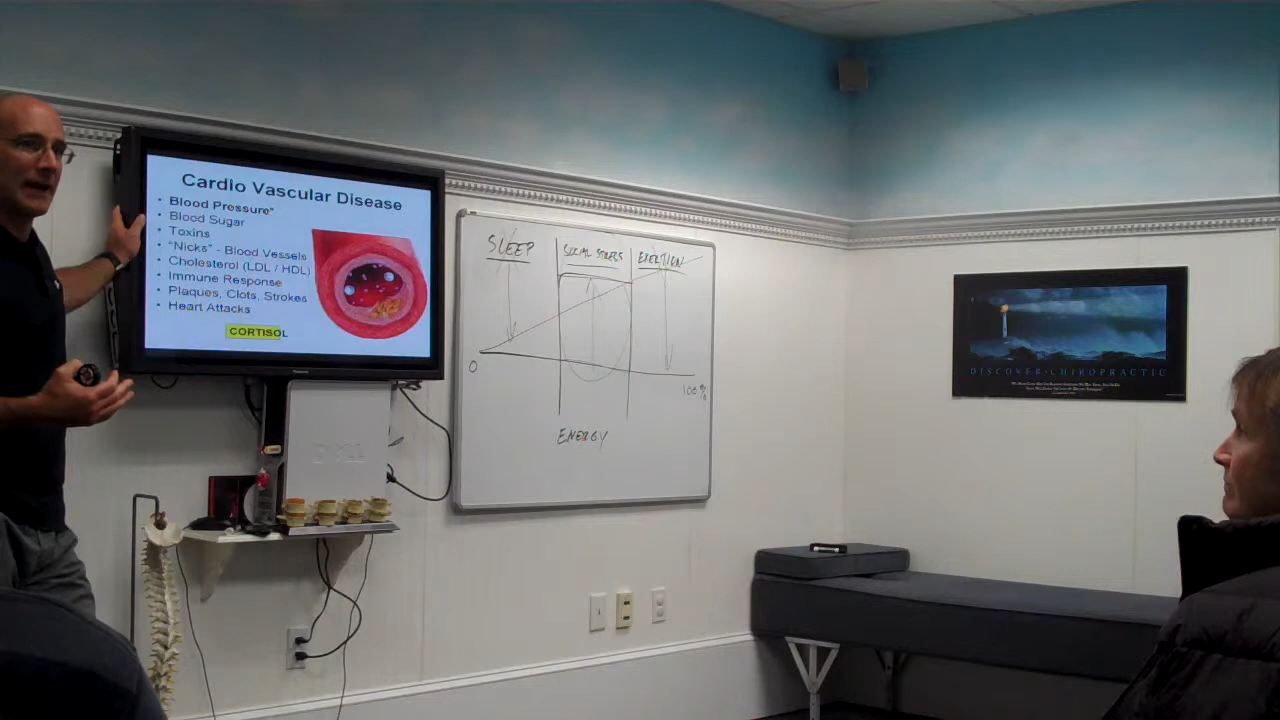 Cardio Vascular Disease
• Blood Pressure*
• Blood Sugar
• Toxins
• "Nicks" - Blood Vessels
• Cholesterol (LDL / HDL)
• Immune Response
• Plaques, Clots, Strokes
• Heart Attacks
CORTISOL
SLEEP
SOCIAL STRESS
EXERTION
0
100%
ENERGY
DELL
DISCOVER•CHIROPRACTIC